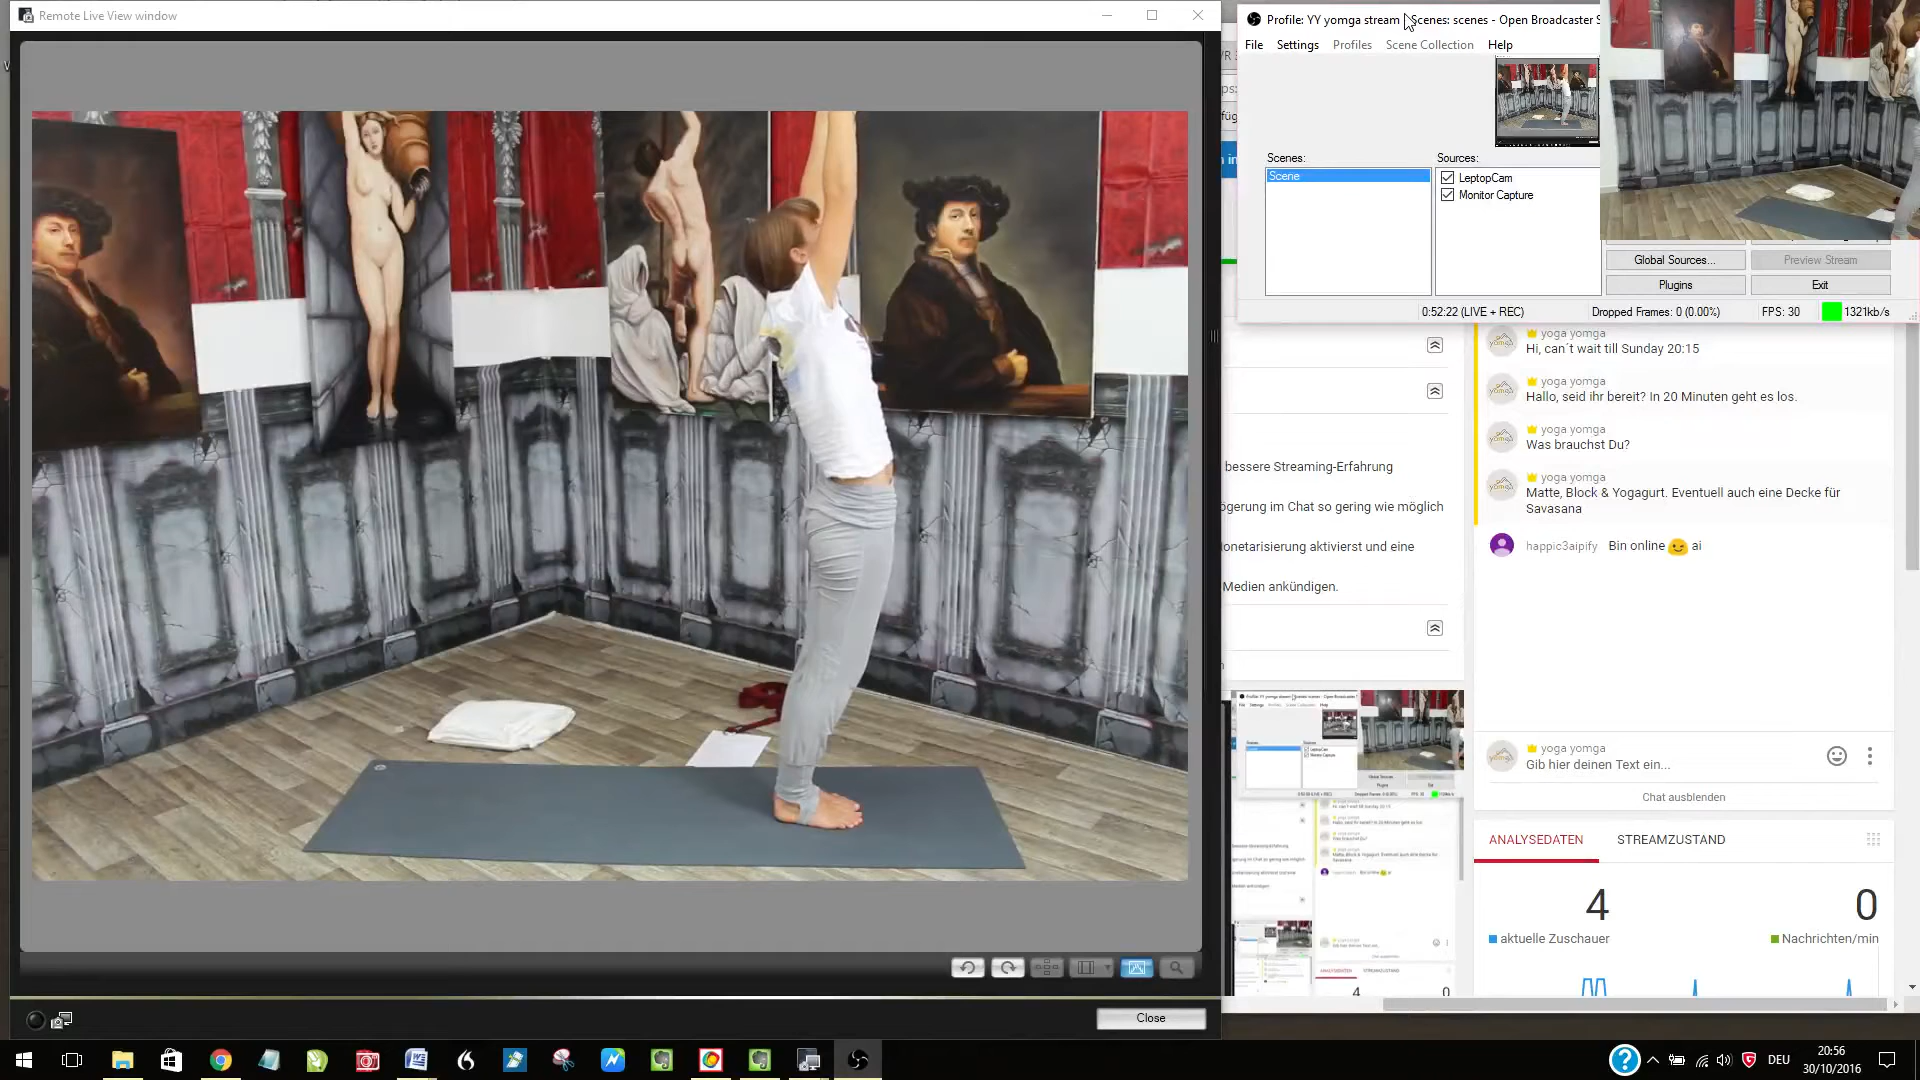 Remote Live View window
Close
Profile: YY yomga stream
Scenes: scenes - Open Broadcaster S
File Settings Profiles Scene Collection Help
Scenes:
Scene
Sources:
LeptopCam
Monitor Capture
Global Sources...
Preview Stream
Plugins
Exit
0:52:22 (LIVE + REC)
Dropped Frames: 0 (0.00%)
FPS: 30
1321kb/s
bessere Streaming-Erfahrung
ögerung im Chat so gering wie möglich
onetarisierung aktivierst und eine
Medien ankündigen.
yoga yomga
Hi, can´t wait till Sunday 20:15
yoga yomga
Hallo, seid ihr bereit? In 20 Minuten geht es los.
yoga yomga
Was brauchst Du?
yoga yomga
Matte, Block & Yogagurt. Eventuell auch eine Decke für
Savasana
happic3aipify Bin online 😉 ai
yoga yomga
Gib hier deinen Text ein...
Chat ausblenden
ANALYSEDATEN
STREAMZUSTAND
4
aktuelle Zuschauer
0
Nachrichten/min
DEU
20:56
30/10/2016